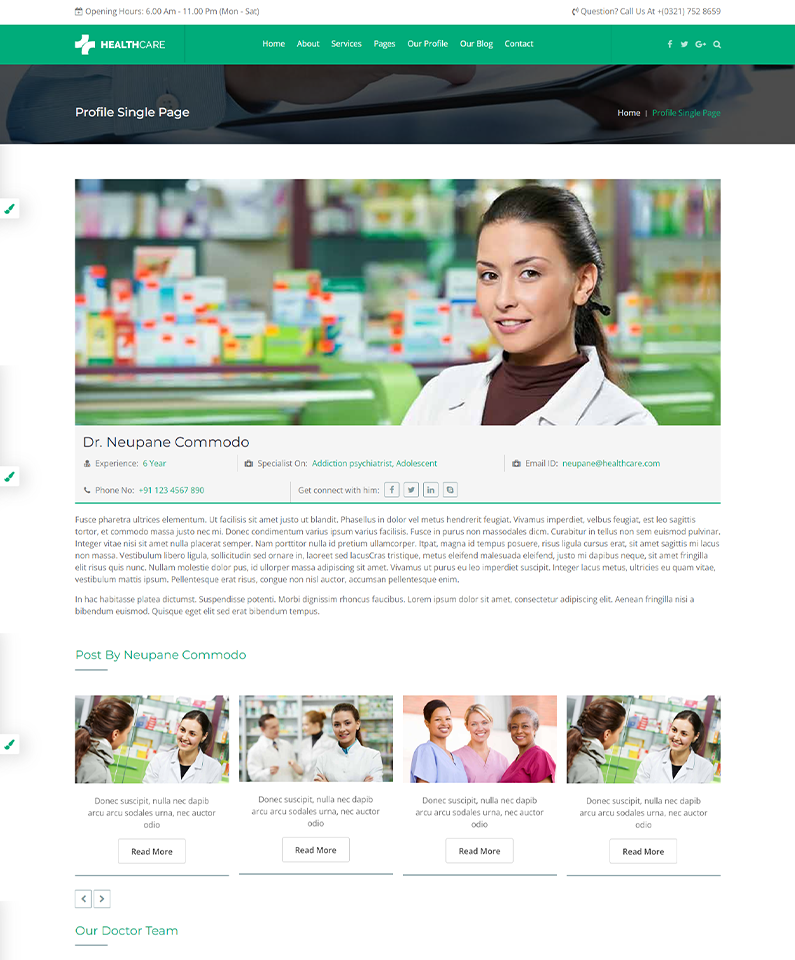 Opening Hours: 6.00 Am - 11.00 Pm (Mon - Sat)
Question? Call Us At +(0321) 752 8659
HEALTHCARE
Home About Services Pages Our Profile Our Blog Contact
Profile Single Page
Home | Profile Single Page
Dr. Neupane Commodo
Experience: 6 Year
Specialist On: Addiction psychiatrist, Adolescent
Email ID: neupane@healthcare.com
Phone No: +91 123 4567 890
Get connect with him:
Fusce pharetra ultrices elementum. Ut facilisis sit amet justo ut blandit. Phasellus in dolor vel metus hendrerit feugiat. Vivamus imperdiet, velbus feugiat, est leo sagittis
tortor, et commodo massa justo nec mi. Donec condimentum varius ipsum varius facilisis. Fusce in purus non massodales dicm. Curabitur in tellus non sem euismod pulvinar.
Integer vitae nisi sit amet nulla placerat semper. Nam porttitor nulla id pretium ullamcorper. Itpat, magna id tempus posuere, risus ligula cursus erat, sit amet sagittis mi lacus
non massa. Vestibulum libero ligula, sollicitudin sed ornare in, laoreet sed lacusCras tristique, metus eleifend malesuada eleifend, justo mi dapibus neque, sit amet fringilla
elit risus quis nunc. Nullam molestie dolor pus, id ullorper massa adipiscing sit amet. Vivamus ut purus eu leo imperdiet suscipit. Integer lacus metus, ultricies eu quam vitae,
vestibulum mattis ipsum. Pellentesque erat risus, congue non nisl auctor, accumsan pellentesque enim.
In hac habitasse platea dictumst. Suspendisse potenti. Morbi dignissim rhoncus faucibus. Lorem ipsum dolor sit amet, consectetur adipiscing elit. Aenean fringilla nisi a
bibendum euismod. Quisque eget elit sed erat bibendum tempus.
Post By Neupane Commodo
Donec suscipit, nulla nec dapib
arcu arcu sodales urna, nec auctor
odio
Read More
Donec suscipit, nulla nec dapib
arcu arcu sodales urna, nec auctor
odio
Read More
Donec suscipit, nulla nec dapib
arcu arcu sodales urna, nec auctor
odio
Read More
Donec suscipit, nulla nec dapib
arcu arcu sodales urna, nec auctor
odio
Read More
Our Doctor Team